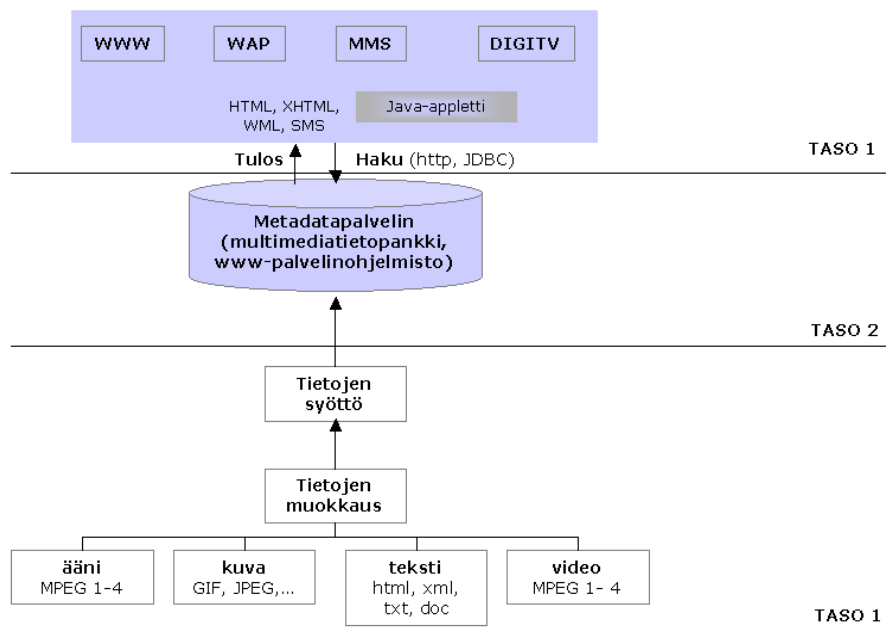 WWW
WAP
MMS
DIGITV
HTML, XHTML,
WML, SMS
Java-appletti
TASO 1
Tulos
Haku (http, JDBC)
Metadatapalvelin
(multimediatietopankki,
www-palvelinohjelmisto)
TASO 2
Tietojen
syöttö
Tietojen
muokkaus
ääni
MPEG 1-4
kuva
GIF, JPEG,...
teksti
html, xml,
txt, doc
video
MPEG 1- 4
TASO 1